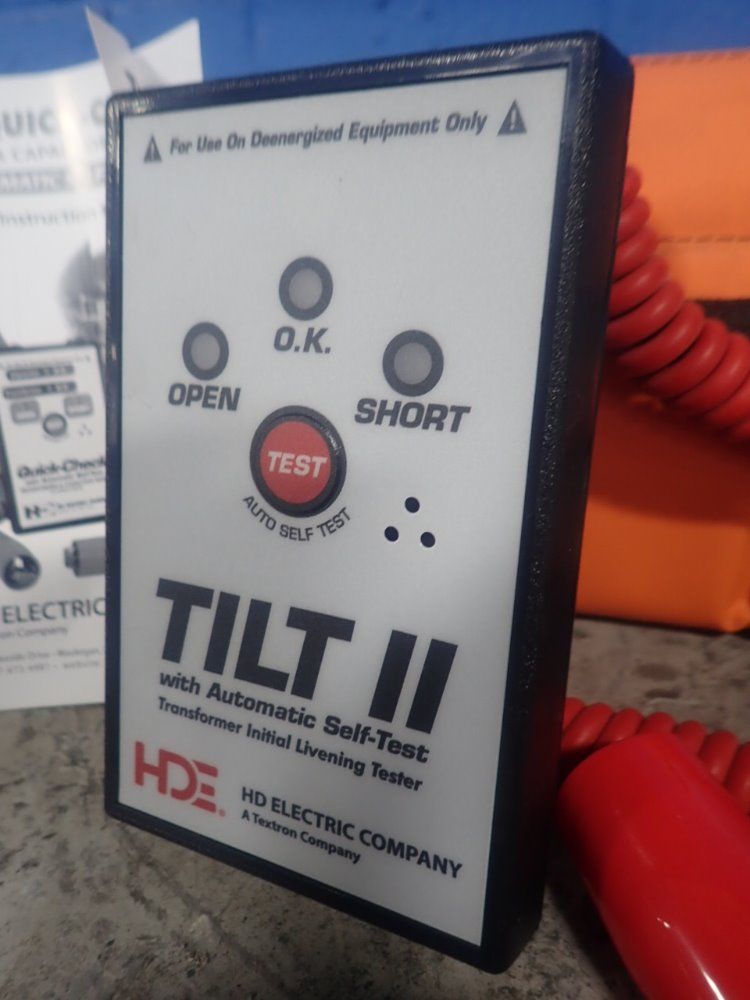 For Use On Deenergized Equipment Only
O.K.
OPEN
SHORT
TEST
AUTO SELF TEST
TILT II
with Automatic Self-Test
Transformer Initial Livening Tester
HDE
HD ELECTRIC COMPANY
A Textron Company
Instruction
Quick-Check
ELECTRIC
Company